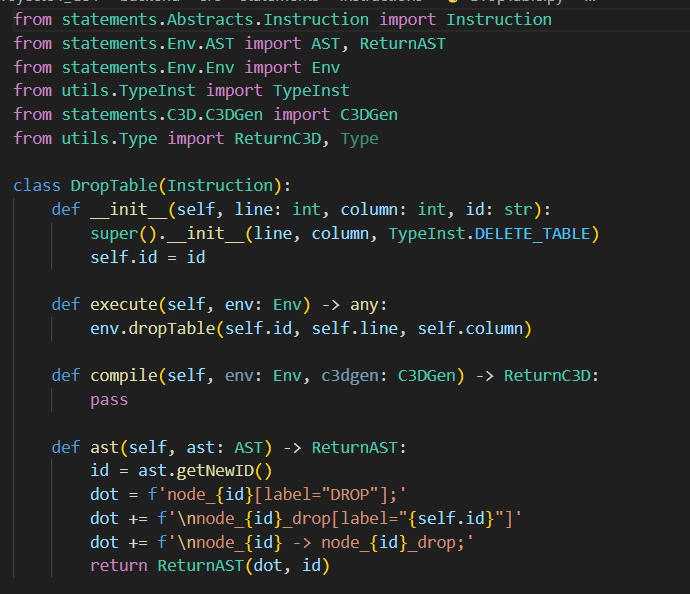 from statements.Abstracts.Instruction import Instruction
from statements.Env.AST import AST, ReturnAST
from statements.Env.Env import Env
from utils.TypeInst import TypeInst
from statements.C3D.C3DGen import C3DGen
from utils.Type import ReturnC3D, Type

class DropTable(Instruction):
    def __init__(self, line: int, column: int, id: str):
        super().__init__(line, column, TypeInst.DELETE_TABLE)
        self.id = id

    def execute(self, env: Env) -> any:
        env.dropTable(self.id, self.line, self.column)

    def compile(self, env: Env, c3dgen: C3DGen) -> ReturnC3D:
        pass

    def ast(self, ast: AST) -> ReturnAST:
        id = ast.getNewID()
        dot = f'node_{id}[label="DROP"];'
        dot += f'\nnode_{id}_drop[label="{self.id}"]'
        dot += f'\nnode_{id} -> node_{id}_drop;'
        return ReturnAST(dot, id)